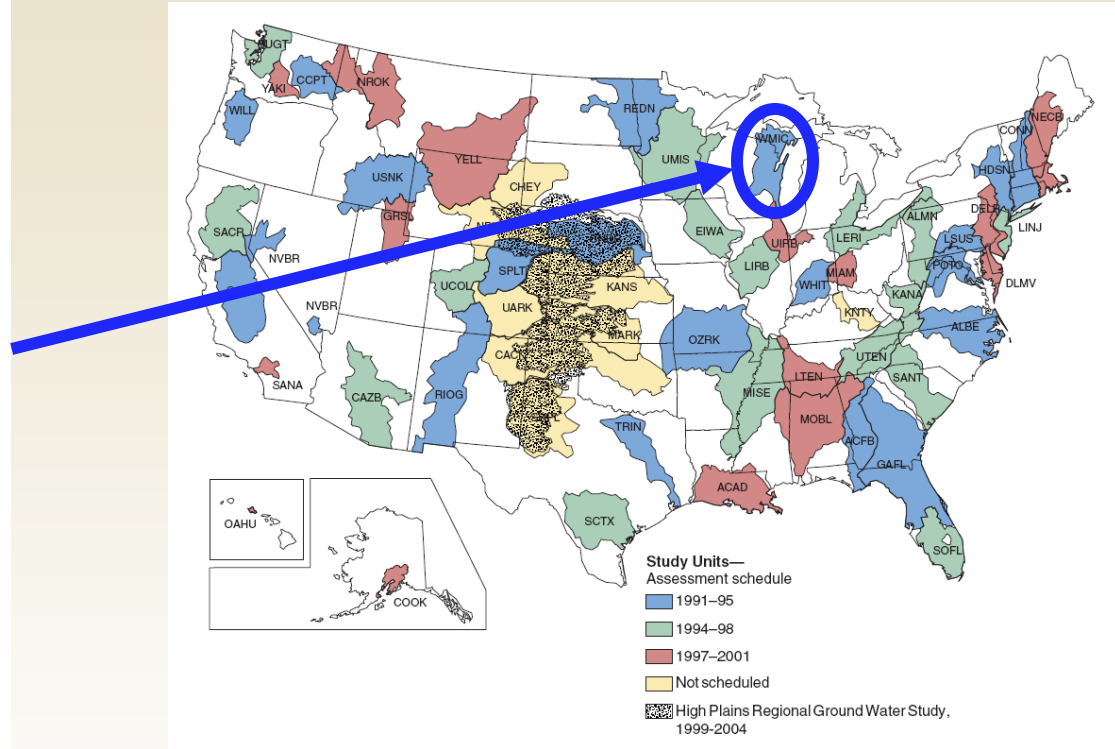 PUGT
YAKI
CCPT
NROK
WILL
REDN
WMIC
NECB
CONN
YELL
UMIS
HDSN
USNK
CHEY
GRSL
DELR
ALMN
LINJ
SACR
EIWA
LERI
UIRB
LSUS
NVBR
SPLT
LIRB
MIAM
POTO
DLMV
UCOL
KANS
WHIT
KANA
NVBR
UARK
KNTY
ALBE
MARK
OZRK
CACI
UTEN
SANA
LTEN
SANT
CAZB
RIOG
MISE
MOBL
TRIN
ACFB
GAFL
ACAD
OAHU
SCTX
SOFL
COOK
Study Units—
Assessment schedule
1991–95
1994–98
1997–2001
Not scheduled
High Plains Regional Ground Water Study,
1999-2004